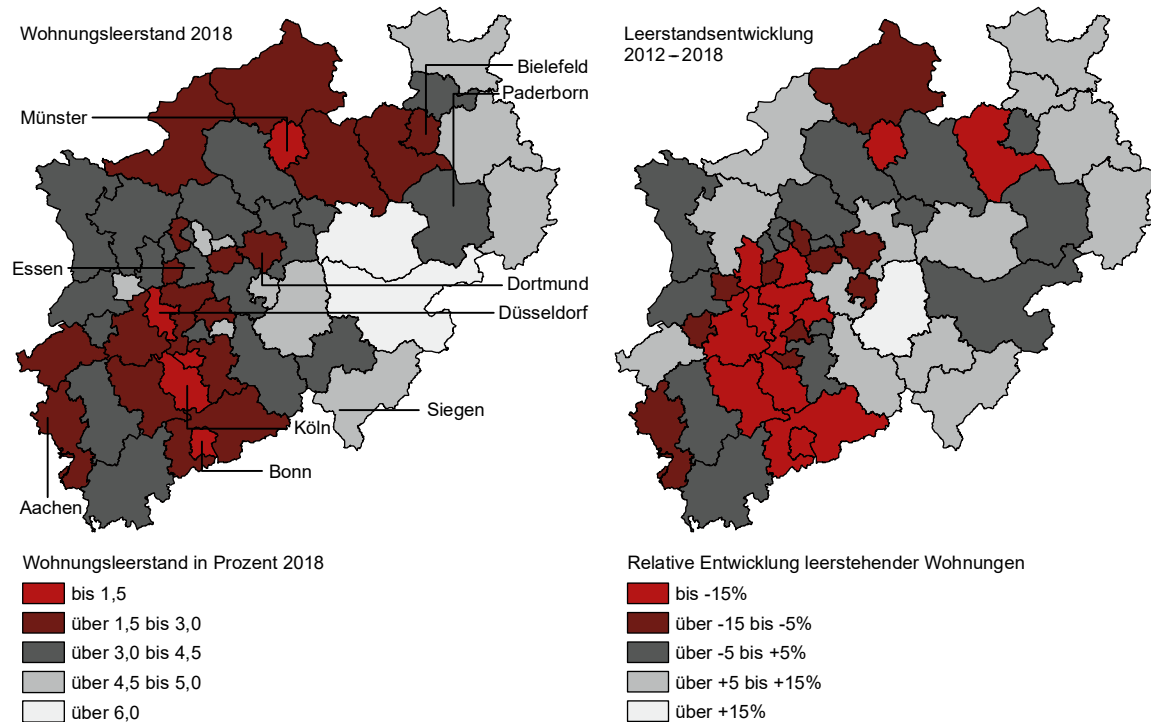 Wohnungsleerstand 2018
Bielefeld
Paderborn
Münster
Essen
Dortmund
Düsseldorf
Siegen
Köln
Bonn
Aachen
Wohnungsleerstand in Prozent 2018
bis 1,5
über 1,5 bis 3,0
über 3,0 bis 4,5
über 4,5 bis 5,0
über 6,0
Leerstandsentwicklung
2012 – 2018
Relative Entwicklung leerstehender Wohnungen
bis -15%
über -15 bis -5%
über -5 bis +5%
über +5 bis +15%
über +15%